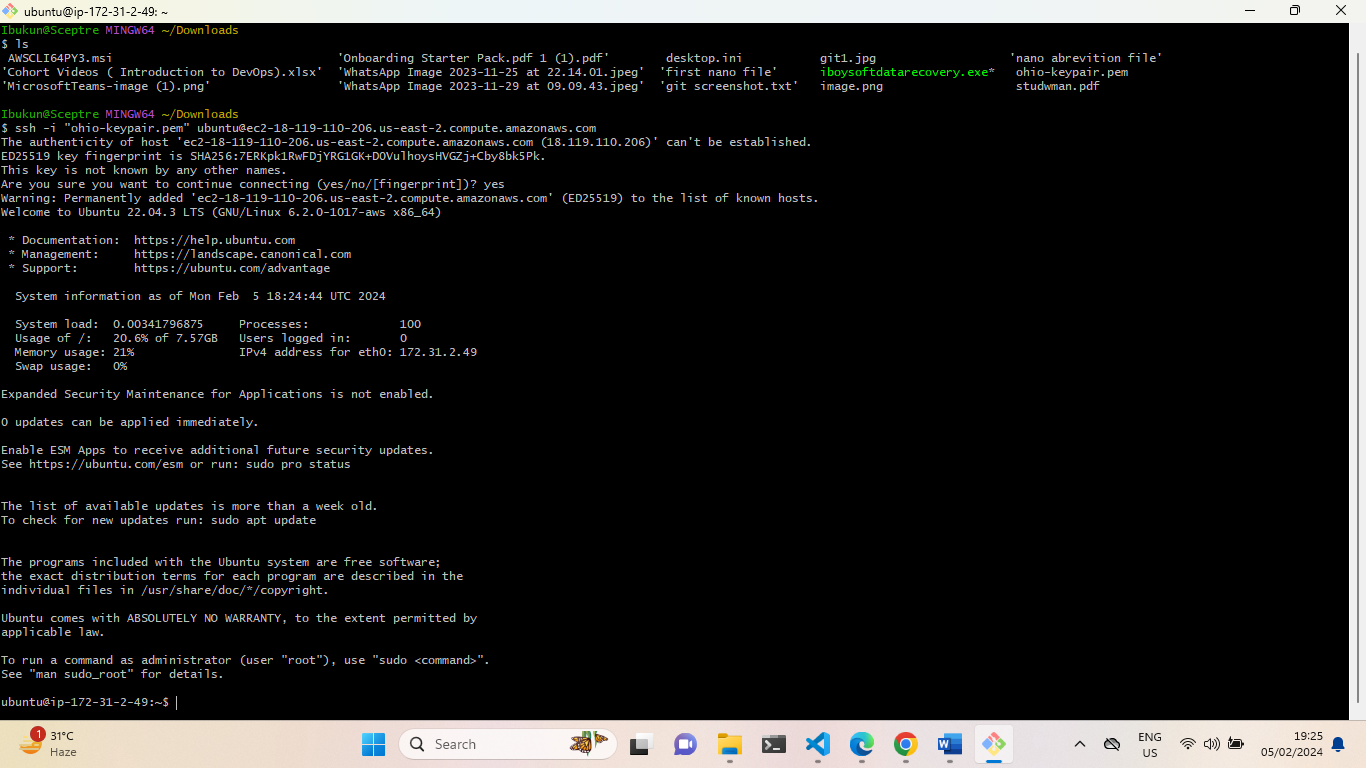 ubuntu@ip-172-31-2-49: ~
Ibukun@Sceptre MINGW64 ~/Downloads
$ ls
AWSCLI64PY3.msi 'Onboarding Starter Pack.pdf 1 (1).pdf' desktop.ini git1.jpg 'nano abrevition file'
'Cohort Videos ( Introduction to DevOps).xlsx' 'WhatsApp Image 2023-11-25 at 22.14.01.jpeg' 'first nano file' iboysoftdatarecovery.exe* ohio-keypair.pem
'MicrosoftTeams-image (1).png' 'WhatsApp Image 2023-11-29 at 09.09.43.jpeg' 'git screenshot.txt' image.png studwman.pdf
Ibukun@Sceptre MINGW64 ~/Downloads
$ ssh -i "ohio-keypair.pem" ubuntu@ec2-18-119-110-206.us-east-2.compute.amazonaws.com
The authenticity of host 'ec2-18-119-110-206.us-east-2.compute.amazonaws.com (18.119.110.206)' can't be established.
ED25519 key fingerprint is SHA256:7ERKpk1RwFDjYRG1GK+DOVulhoysHVGZj+Cby8bk5Pk.
This key is not known by any other names.
Are you sure you want to continue connecting (yes/no/[fingerprint])? yes
Warning: Permanently added 'ec2-18-119-110-206.us-east-2.compute.amazonaws.com' (ED25519) to the list of known hosts.
Welcome to Ubuntu 22.04.3 LTS (GNU/Linux 6.2.0-1017-aws x86_64)
* Documentation: https://help.ubuntu.com
* Management: https://landscape.canonical.com
* Support: https://ubuntu.com/advantage
System information as of Mon Feb 5 18:24:44 UTC 2024
System load: 0.00341796875 Processes: 100
Usage of /: 20.6% of 7.57GB Users logged in: 0
Memory usage: 21% IPv4 address for eth0: 172.31.2.49
Swap usage: 0%
Expanded Security Maintenance for Applications is not enabled.
0 updates can be applied immediately.
Enable ESM Apps to receive additional future security updates.
See https://ubuntu.com/esm or run: sudo pro status
The list of available updates is more than a week old.
To check for new updates run: sudo apt update
The programs included with the Ubuntu system are free software;
the exact distribution terms for each program are described in the
individual files in /usr/share/doc/*/copyright.
Ubuntu comes with ABSOLUTELY NO WARRANTY, to the extent permitted by
applicable law.
To run a command as administrator (user "root"), use "sudo <command>".
See "man sudo_root" for details.
ubuntu@ip-172-31-2-49:~$
1
31°C
Haze
Search
ENG
US
19:25
05/02/2024